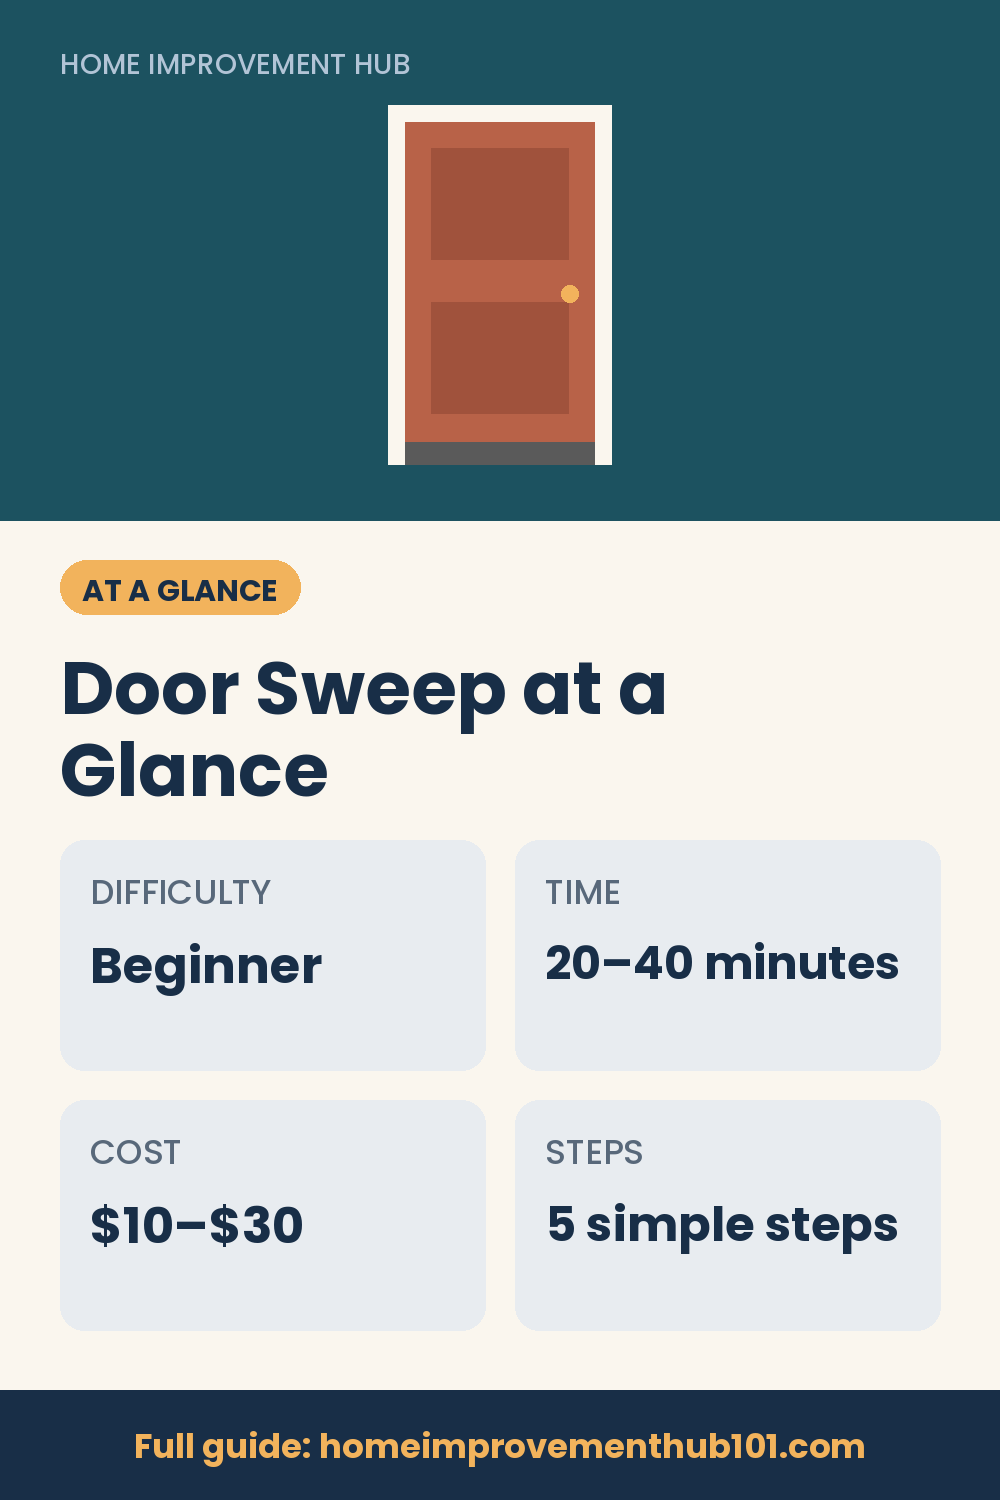 HOME IMPROVEMENT HUB
AT A GLANCE
Door Sweep at a
Glance
DIFFICULTY
Beginner
TIME
20–40 minutes
COST
$10–$30
STEPS
5 simple steps
Full guide: homeimprovementhub101.com